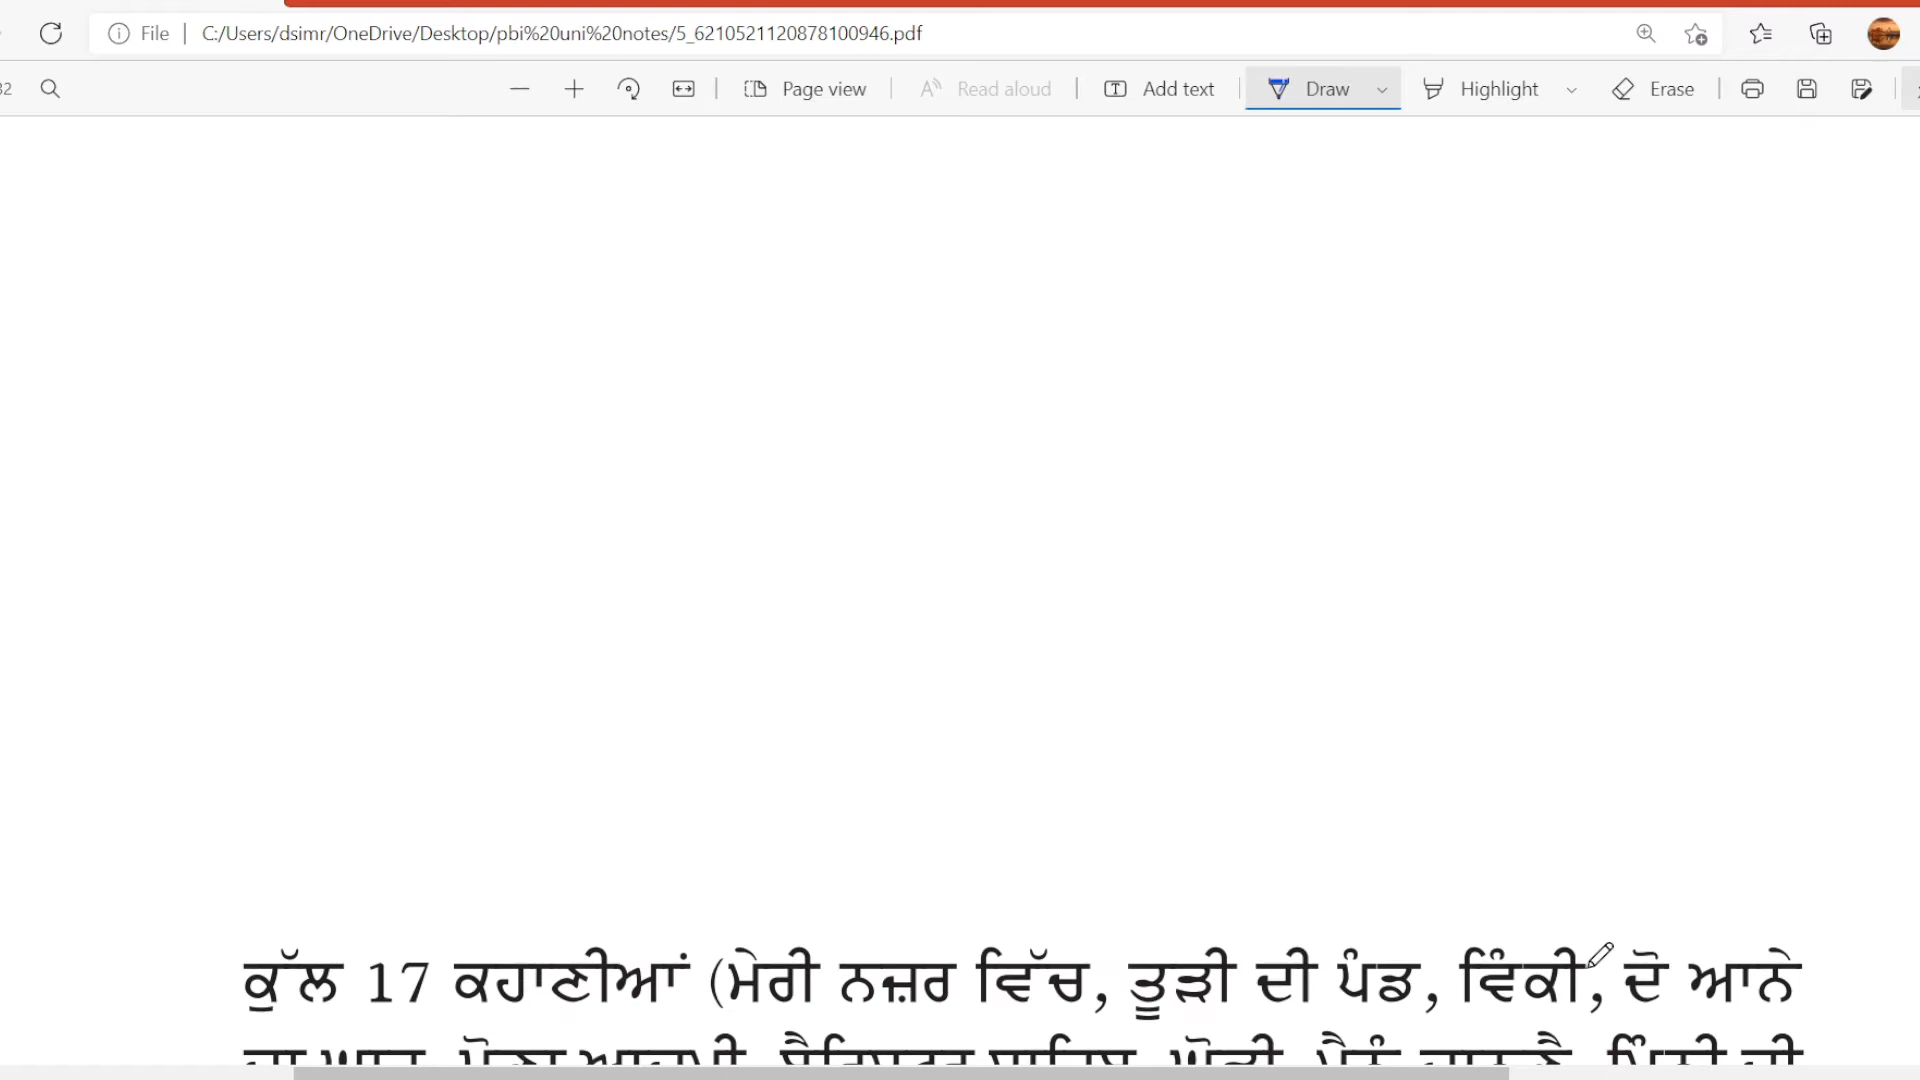 File | C:/Users/dsimr/OneDrive/Desktop/pbi%20uni%20notes/5_6210521120878100946.pdf
32 Page view Read aloud Add text Draw Highlight Erase
ਕੁੱਲ 17 ਕਹਾਣੀਆਂ (ਮੇਰੀ ਨਜ਼ਰ ਵਿੱਚ, ਤੂੜੀ ਦੀ ਪੰਡ, ਵਿੰਕੀ, ਦੋ ਆਨੇ